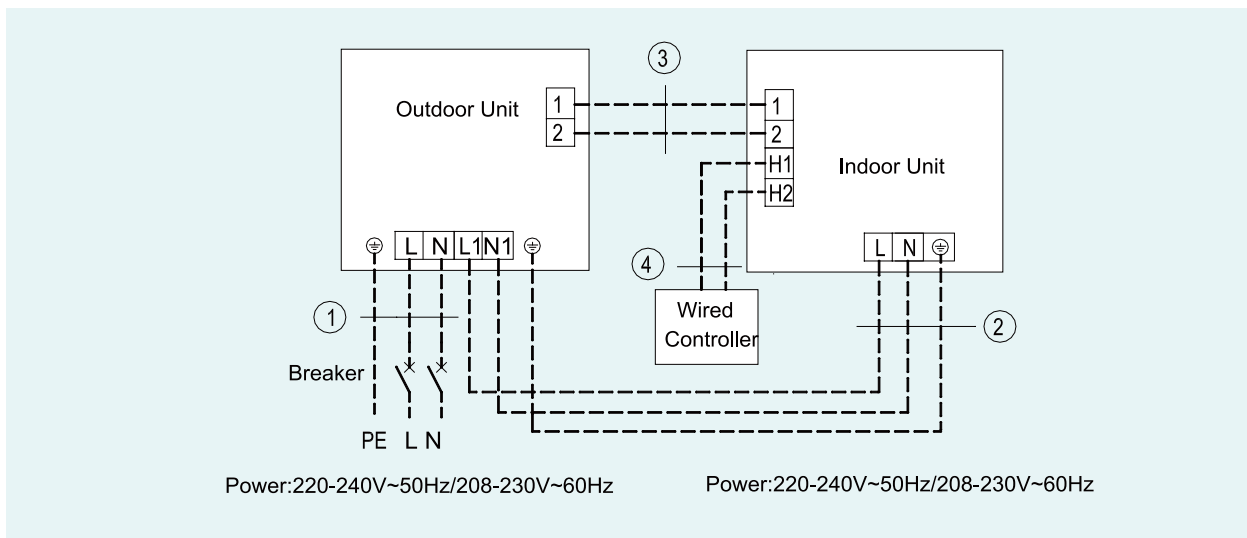 ③
Outdoor Unit
1
2
1
2
H1
H2
Indoor Unit
L N L1 N1
L N
④
Wired
Controller
①
②
Breaker
PE L N
Power:220-240V~50Hz/208-230V~60Hz
Power:220-240V~50Hz/208-230V~60Hz